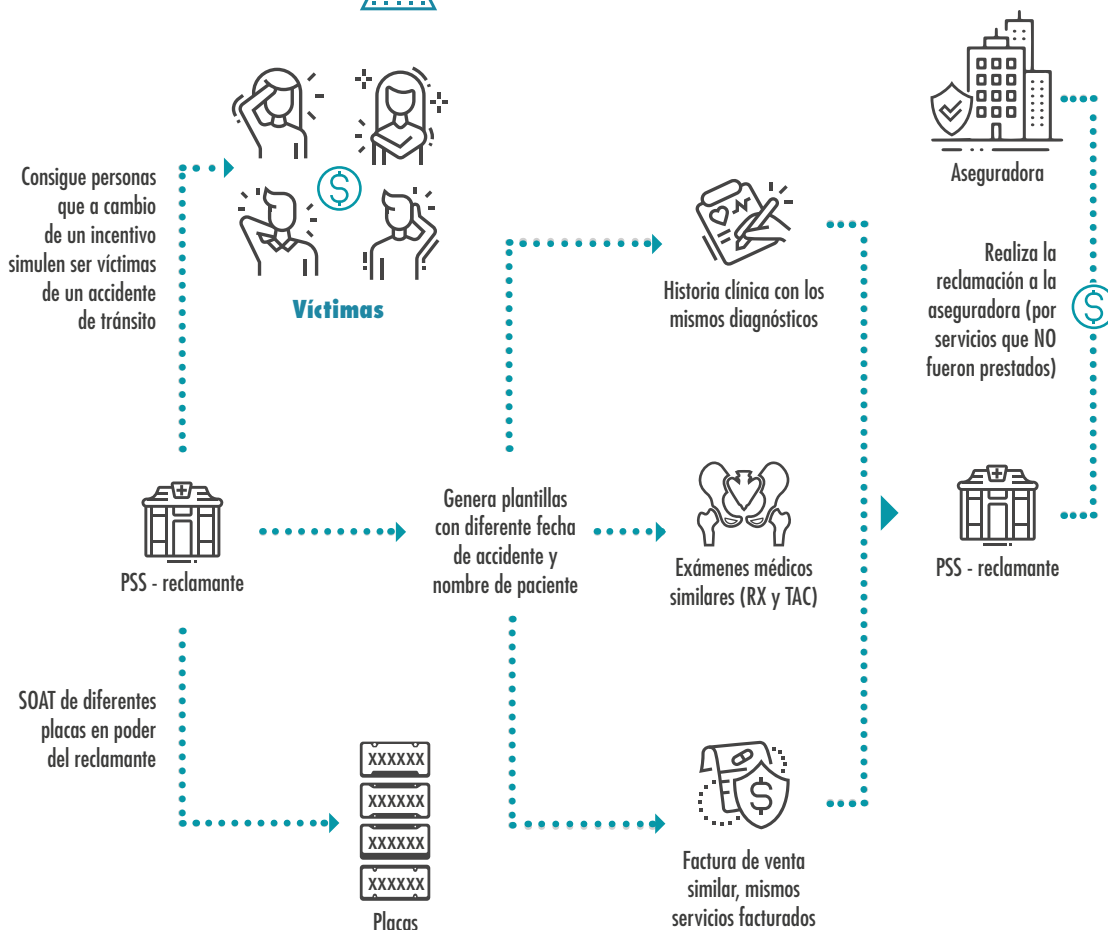 Consigue personas
que a cambio
de un incentivo
simulen ser víctimas
de un accidente
de tránsito
$
Víctimas
Aseguradora
Historia clínica con los
mismos diagnósticos
Realiza la
reclamación a la
aseguradora (por
servicios que NO
fueron prestados)
$
PSS - reclamante
Genera plantillas
con diferente fecha
de accidente y
nombre de paciente
Exámenes médicos
similares (RX y TAC)
PSS - reclamante
SOAT de diferentes
placas en poder
del reclamante
XXXXXX
XXXXXX
XXXXXX
XXXXXX
Placas
$
Factura de venta
similar, mismos
servicios facturados